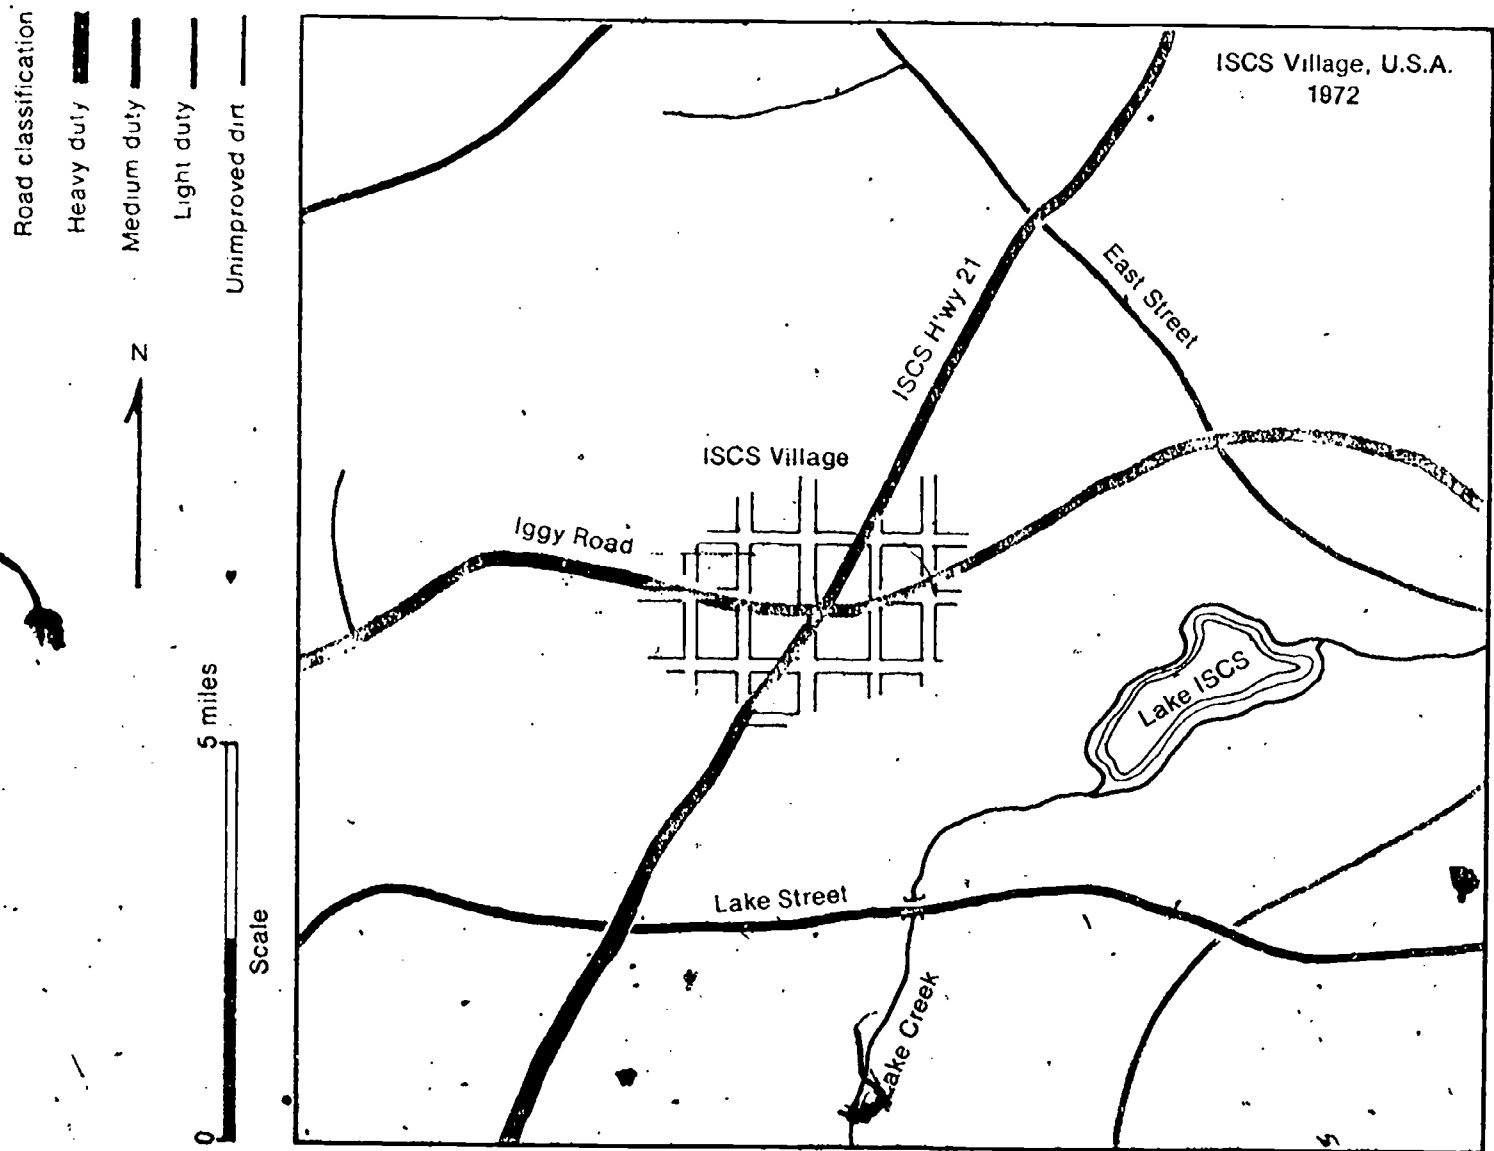 Road classification
Heavy duty
Medium duty
Light duty
Unimproved dirt
N
0
5 miles
Scale
ISCS Village, U.S.A.
1972
ISCS H'wy 21
East Street
ISCS Village
Iggy Road
Lake ISCS
Lake Street
Lake Creek